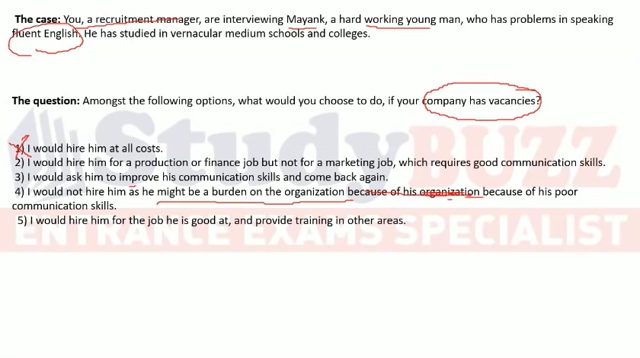 The case: You, a recruitment manager, are interviewing Mayank, a hard working young man, who has problems in speaking
fluent English. He has studied in vernacular medium schools and colleges.
The question: Amongst the following options, what would you choose to do, if your company has vacancies?
1) I would hire him at all costs.
2) I would hire him for a production or finance job but not for a marketing job, which requires good communication skills.
3) I would ask him to improve his communication skills and come back again.
4) I would not hire him as he might be a burden on the organization because of his organization because of his poor
communication skills.
5) I would hire him for the job he is good at, and provide training in other areas.
StudyBUZZ
ENTRANCE EXAMS SPECIALIST